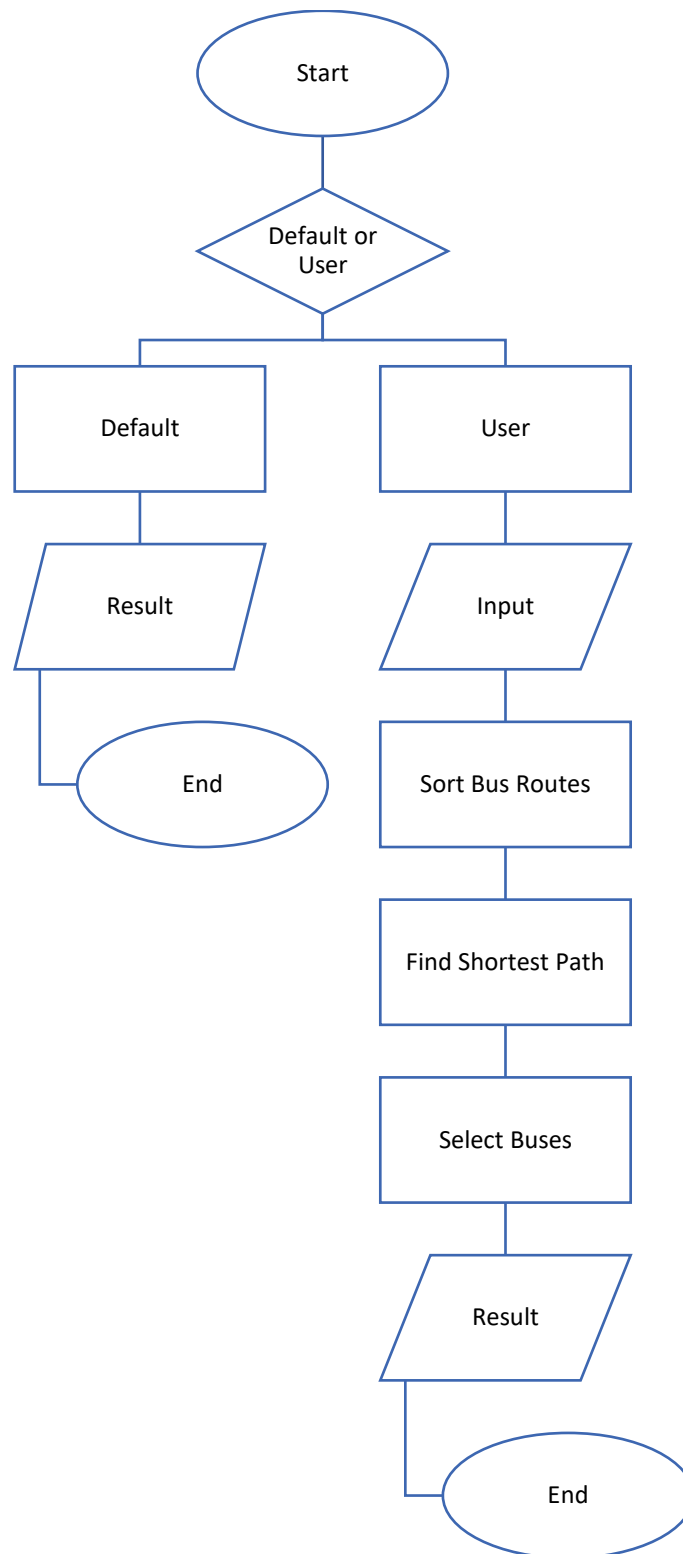 Start
Default or
User
Default
User
Result
Input
End
Sort Bus Routes
Find Shortest Path
Select Buses
Result
End